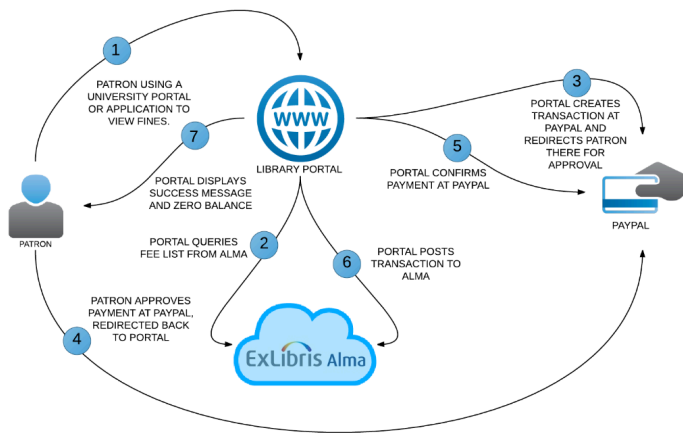 1
PATRON USING A
UNIVERSITY PORTAL
OR APPLICATION TO
VIEW FINES.
WWW
LIBRARY PORTAL
3
PORTAL CREATES
TRANSACTION AT
PAYPAL AND
REDIRECTS PATRON
THERE FOR
APPROVAL
7
PORTAL DISPLAYS
SUCCESS MESSAGE
AND ZERO BALANCE
5
PORTAL CONFIRMS
PAYMENT AT PAYPAL
PATRON
PAYPAL
2
PORTAL QUERIES
FEE LIST FROM ALMA
6
PORTAL POSTS
TRANSACTION TO
ALMA
4
PATRON APPROVES
PAYMENT AT PAYPAL,
REDIRECTED BACK
TO PORTAL
ExLibris Alma